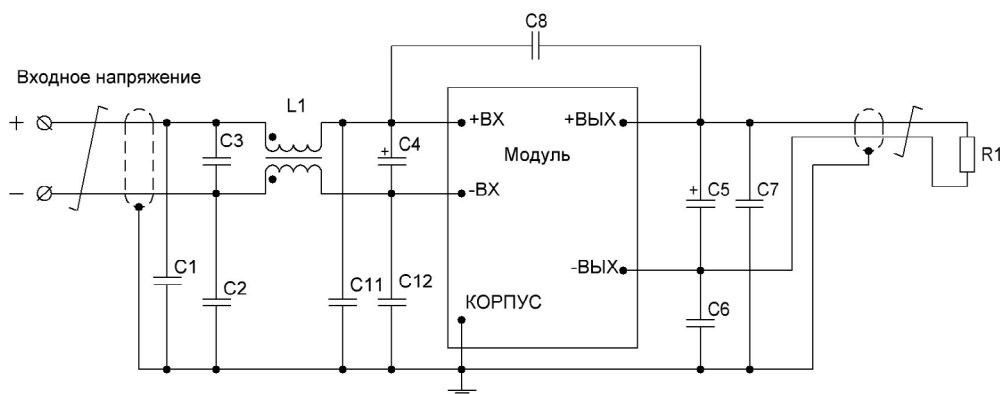 C8
Входное напряжение
L1
+
+ВХ
+ВЫХ
C3
+
C4
Модуль
R1
–
-ВХ
+
C5
C7
C1
-ВЫХ
C2
C11
C12
КОРПУС
C6